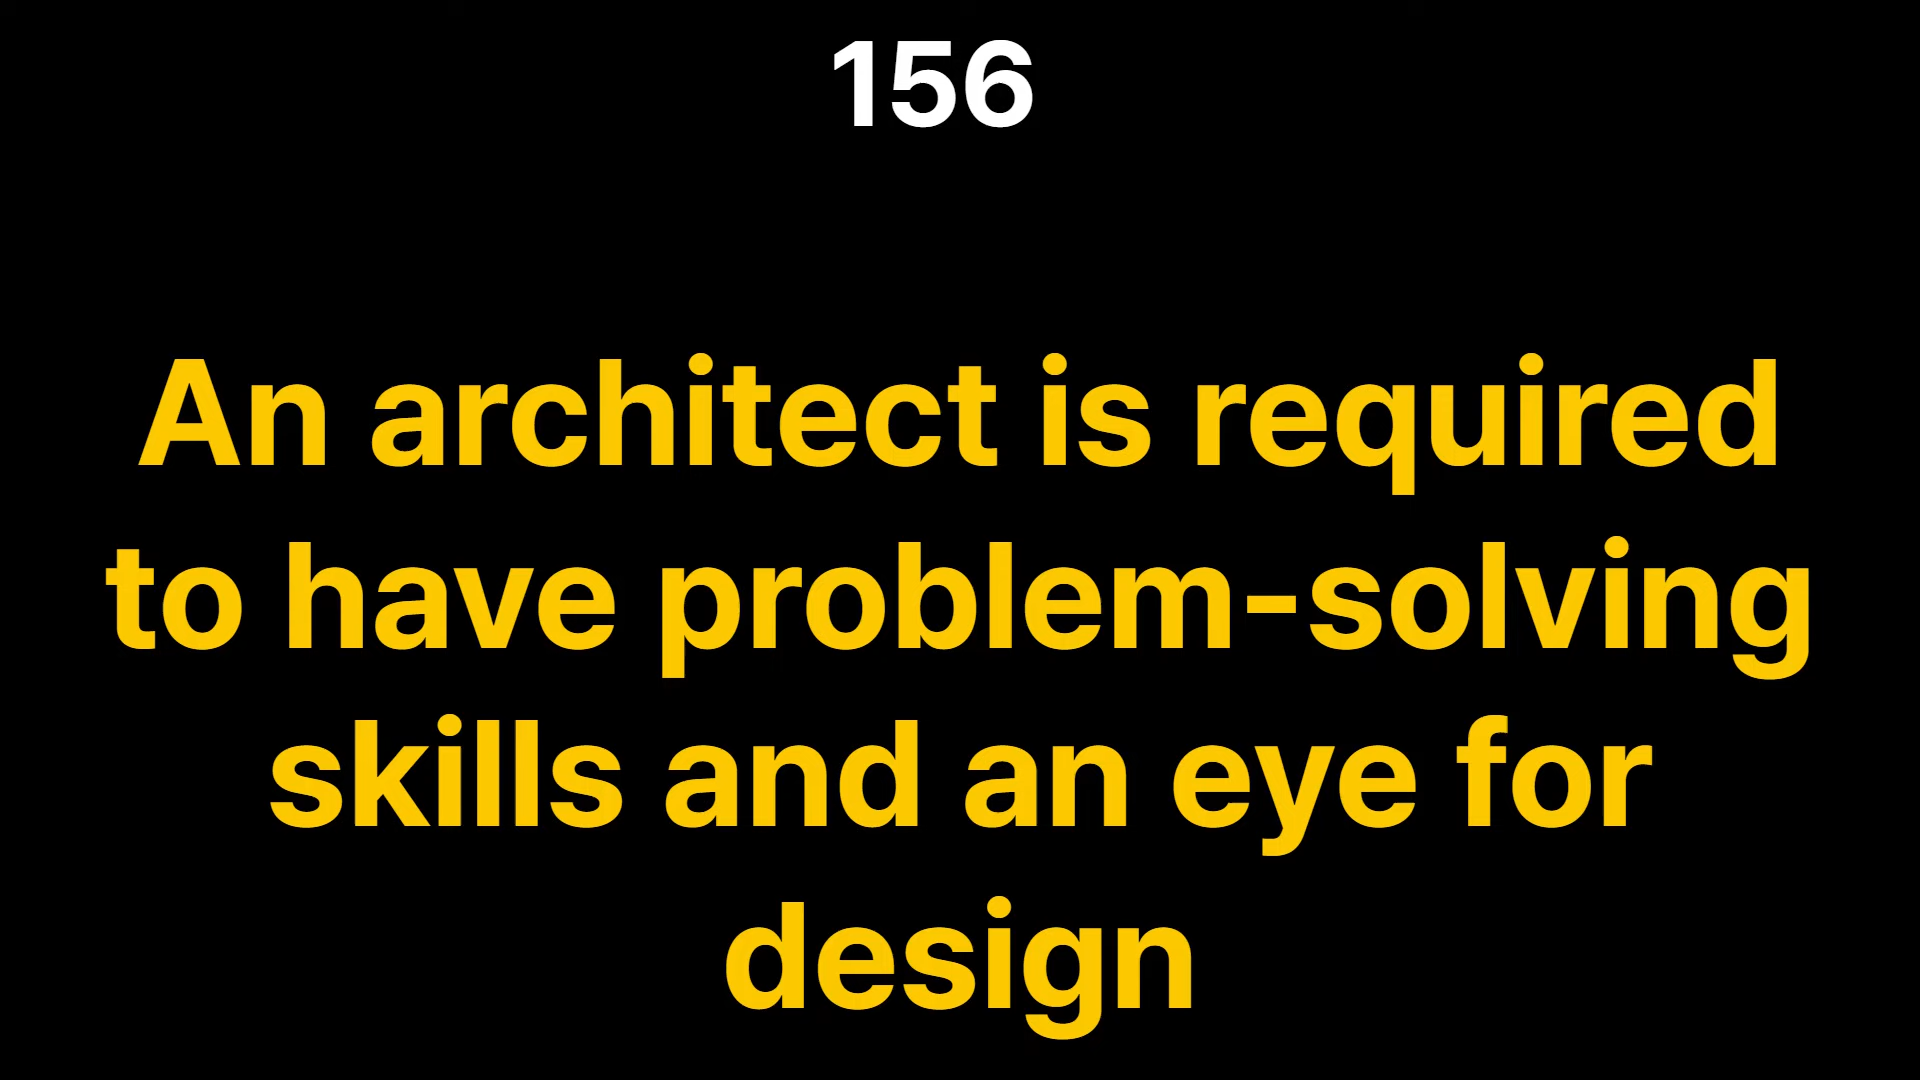 156
An architect is required
to have problem-solving
skills and an eye for
design